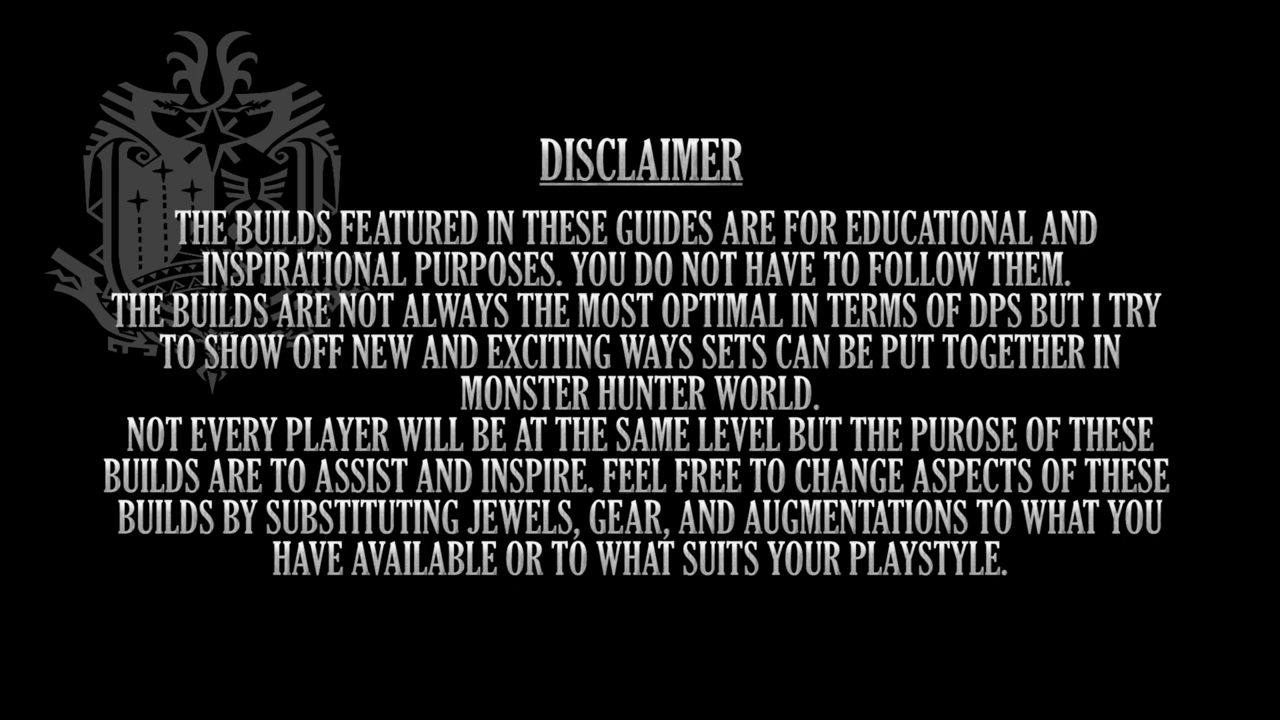 DISCLAIMER
THE BUILDS FEATURED IN THESE GUIDES ARE FOR EDUCATIONAL AND
INSPIRATIONAL PURPOSES. YOU DO NOT HAVE TO FOLLOW THEM.
THE BUILDS ARE NOT ALWAYS THE MOST OPTIMAL IN TERMS OF DPS BUT I TRY
TO SHOW OFF NEW AND EXCITING WAYS SETS CAN BE PUT TOGETHER IN
MONSTER HUNTER WORLD.
NOT EVERY PLAYER WILL BE AT THE SAME LEVEL BUT THE PUROSE OF THESE
BUILDS ARE TO ASSIST AND INSPIRE. FEEL FREE TO CHANGE ASPECTS OF THESE
BUILDS BY SUBSTITUTING JEWELS, GEAR, AND AUGMENTATIONS TO WHAT YOU
HAVE AVAILABLE OR TO WHAT SUITS YOUR PLAYSTYLE.